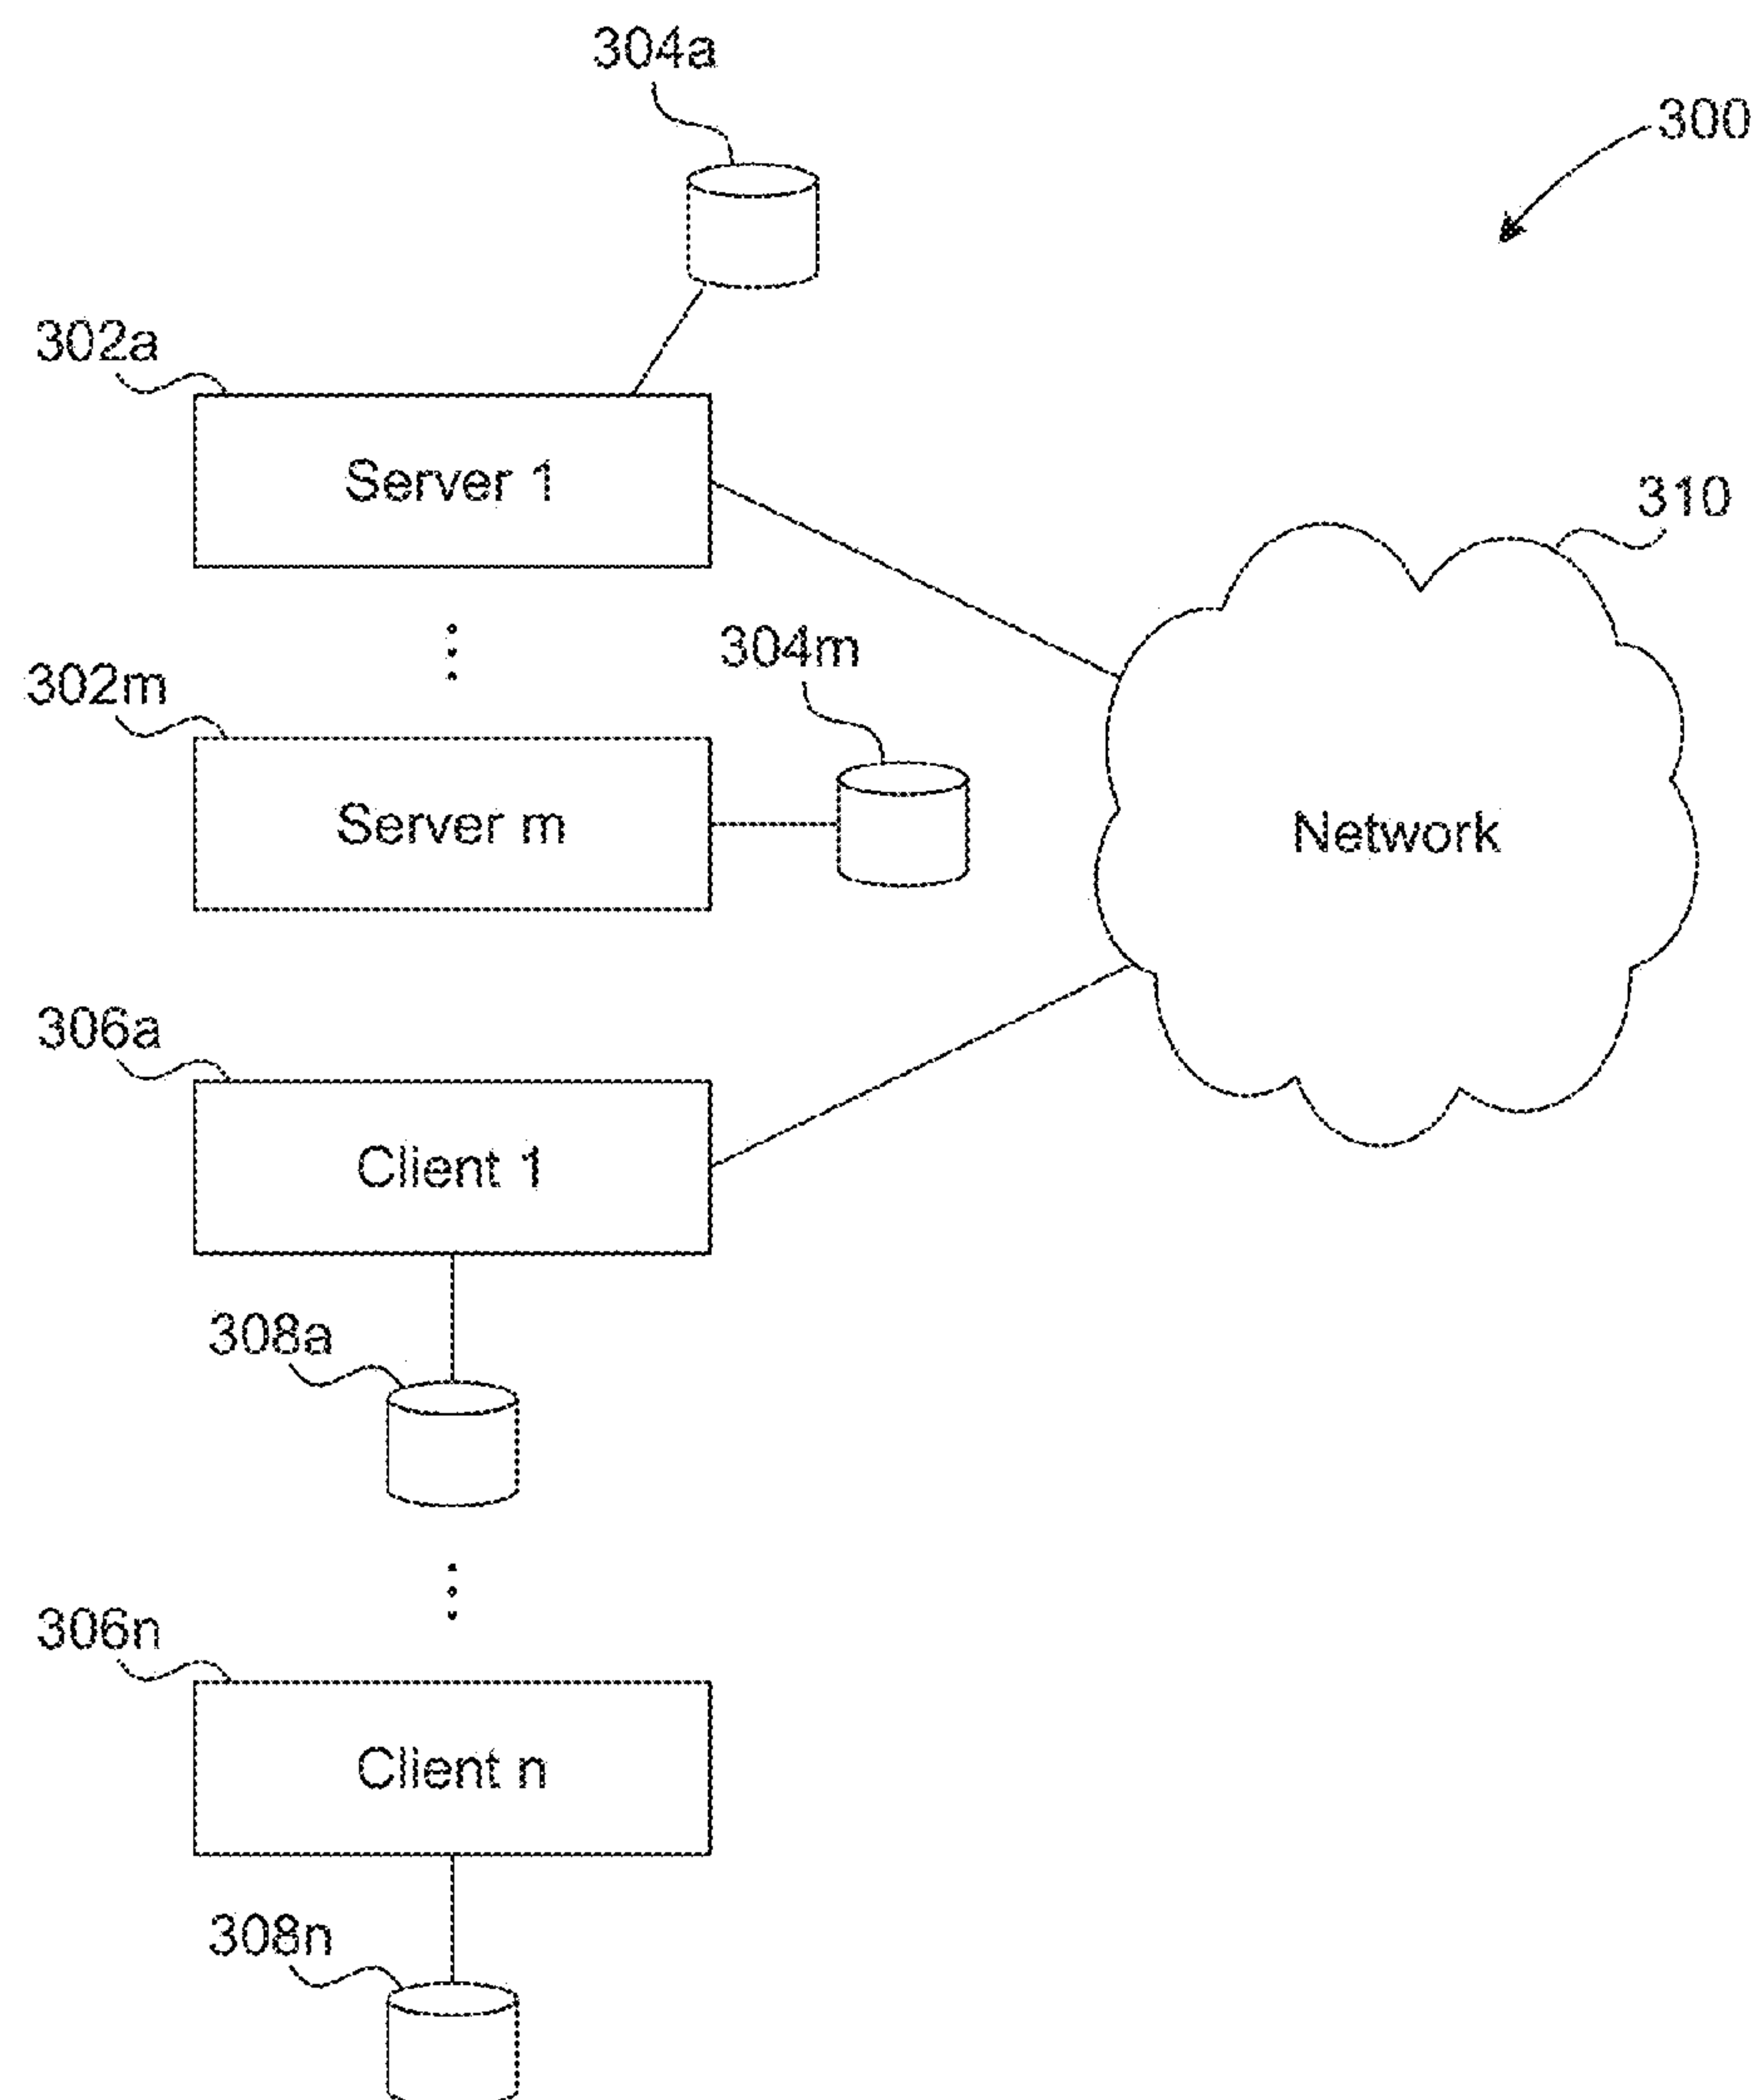 304a
300
302a
Server 1
310
304m
302m
Server m
Network
306a
Client 1
308a
306n
Client n
308n